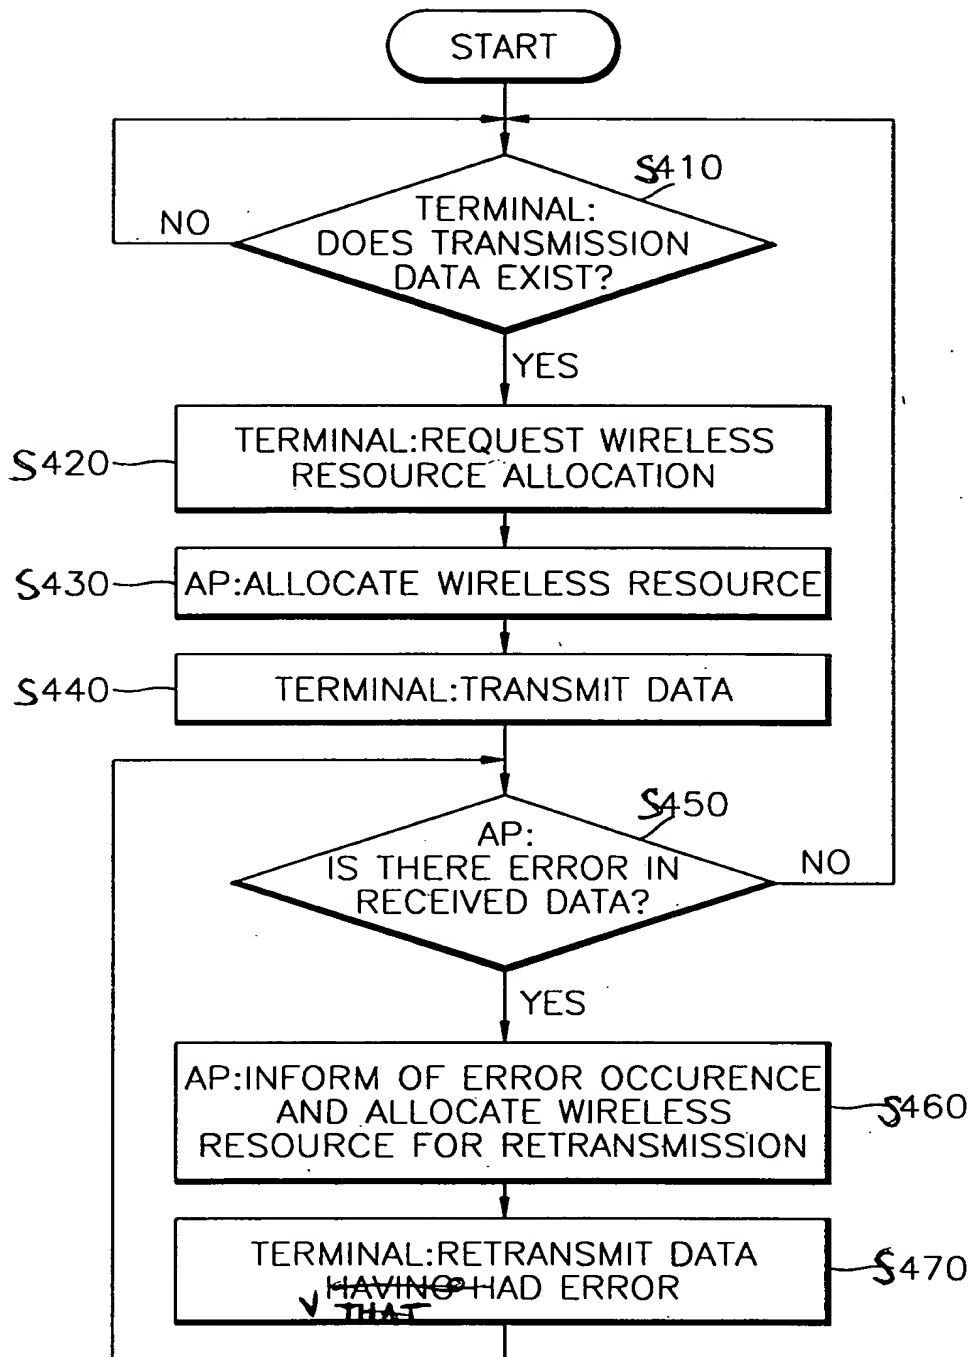 START
S410
TERMINAL:
DOES TRANSMISSION
DATA EXIST?
NO
YES
TERMINAL:REQUEST WIRELESS
RESOURCE ALLOCATION
S420
AP:ALLOCATE WIRELESS RESOURCE
S430
TERMINAL:TRANSMIT DATA
S440
S450
AP:
IS THERE ERROR IN
RECEIVED DATA?
NO
YES
AP:INFORM OF ERROR OCCURENCE
AND ALLOCATE WIRELESS
RESOURCE FOR RETRANSMISSION
S460
TERMINAL:RETRANSMIT DATA
HAVING HAD ERROR
THAT
S470